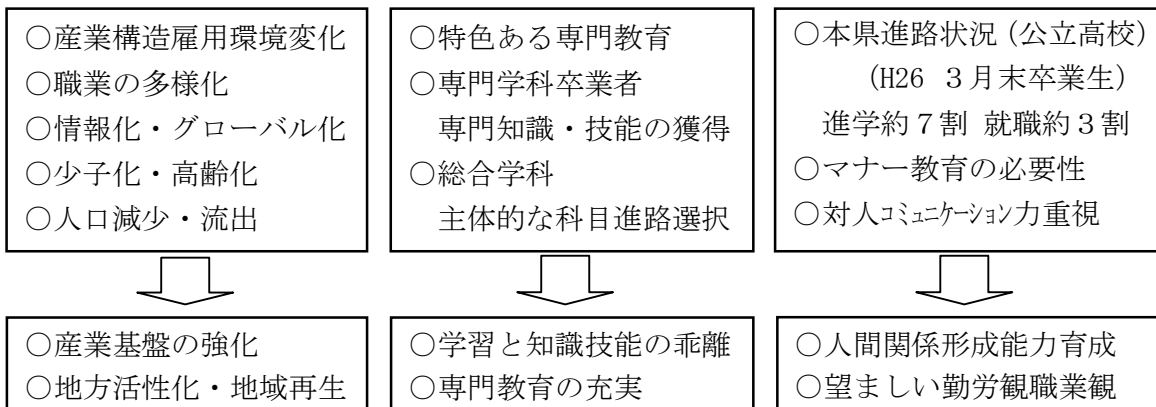 ○産業構造雇用環境変化
○職業の多様化
○情報化・グローバル化
○少子化・高齢化
○人口減少・流出
○特色ある専門教育
○専門学科卒業者
専門知識・技能の獲得
○総合学科
主体的な科目進路選択
○本県進路状況(公立高校)
(H26 3月末卒業生)
進学約7割 就職約3割
○マナー教育の必要性
○対人コミュニケーション力重視
○産業基盤の強化
○地方活性化・地域再生
○学習と知識技能の乖離
○専門教育の充実
○人間関係形成能力育成
○望ましい勤労観職業観